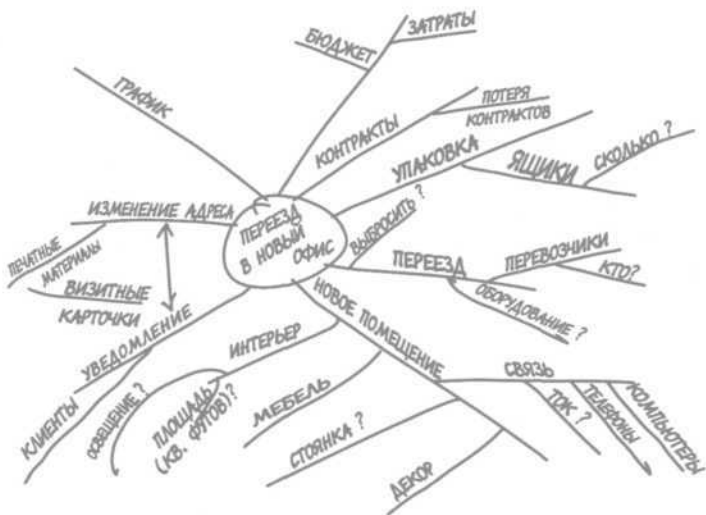 ЗАТРАТЫ
БЮДЖЕТ
ГРАФИК
ПОТЕРЯ
КОНТРАКТОВ
КОНТРАКТЫ
УПАКОВКА
ЯЩИКИ
СКОЛЬКО ?
ВЫБРОСИТЬ ?
ИЗМЕНЕНИЕ АДРЕСА
ПЕРЕЕЗД
В НОВЫЙ
ОФИС
ПЕЧАТНЫЕ
МАТЕРИАЛЫ
ВИЗИТНЫЕ
КАРТОЧКИ
ПЕРЕЕЗД
ПЕРЕВОЗЧИКИ
КТО?
ОБОРУДОВАНИЕ ?
УВЕДОМЛЕНИЕ
КЛИЕНТЫ
НОВОЕ ПОМЕЩЕНИЕ
ИНТЕРЬЕР
ОСВЕЩЕНИЕ ?
ПЛОЩАДЬ
(КВ. ФУТОВ)?
МЕБЕЛЬ
СТОЯНКА ?
ДЕКОР
СВЯЗЬ
ТОК ?
ТЕЛЕФОНЫ
КОМПЬЮТЕРЫ